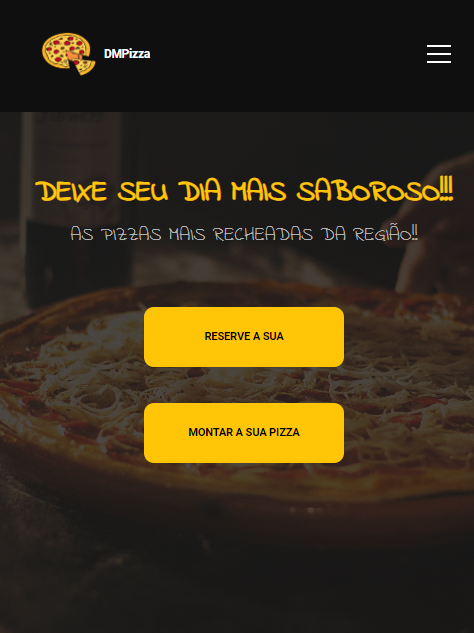 DMPizza
DEIXE SEU DIA MAIS SABOROSO!!!
AS PIZZAS MAIS RECHEADAS DA REGIÃO!!
RESERVE A SUA
MONTAR A SUA PIZZA